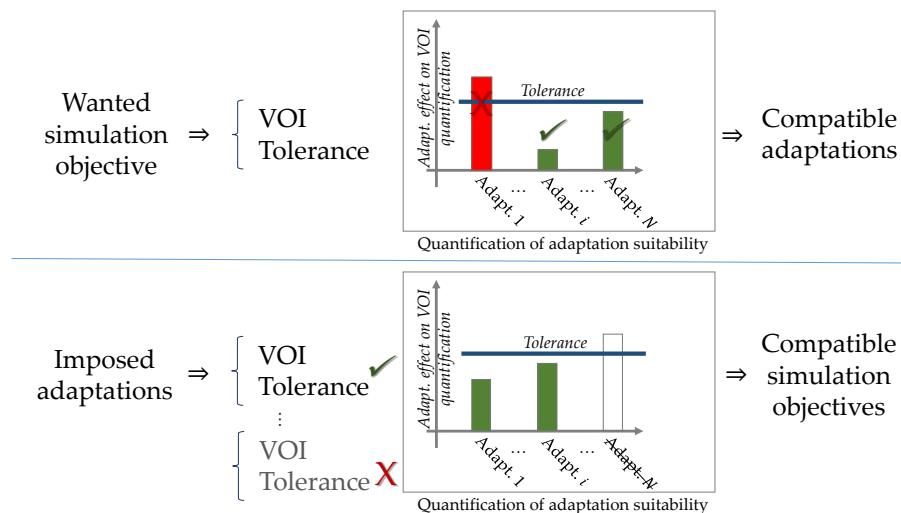 Wanted
simulation
objective
⇒
VOI
Tolerance
Adapt. effect on VOI
quantification
Tolerance
X
Adapt. 1
...
Adapt. i
...
Adapt. N
Quantification of adaptation suitability
⇒
Compatible
adaptations
Imposed
adaptations
⇒
VOI
Tolerance
⋮
VOI
Tolerance X
Adapt. effect on VOI
quantification
Tolerance
Adapt. 1
...
Adapt. i
...
Adapt. N
Quantification of adaptation suitability
⇒
Compatible
simulation
objectives